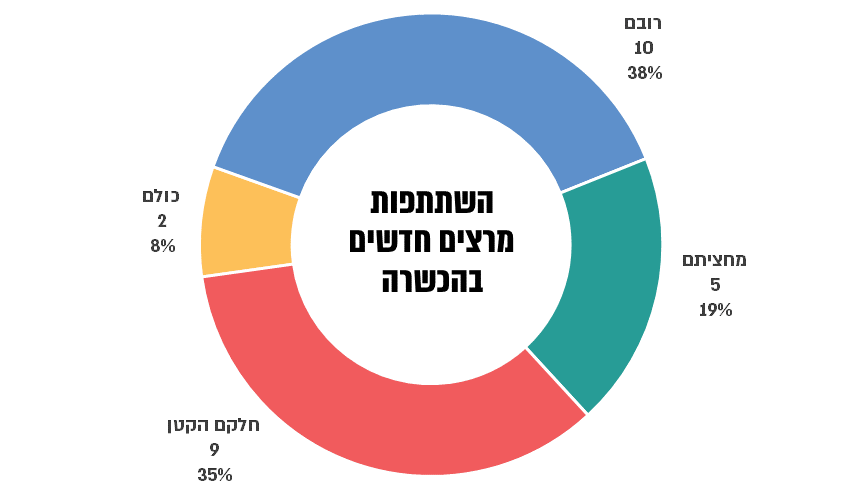 רובם
10
38%
השתתפות
מרצים חדשים
בהכשרה
כולם
2
8%
מחציתם
5
19%
חלקם הקטן
9
35%